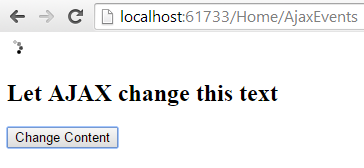 localhost:61733/Home/AjaxEvents
Let AJAX change this text
Change Content